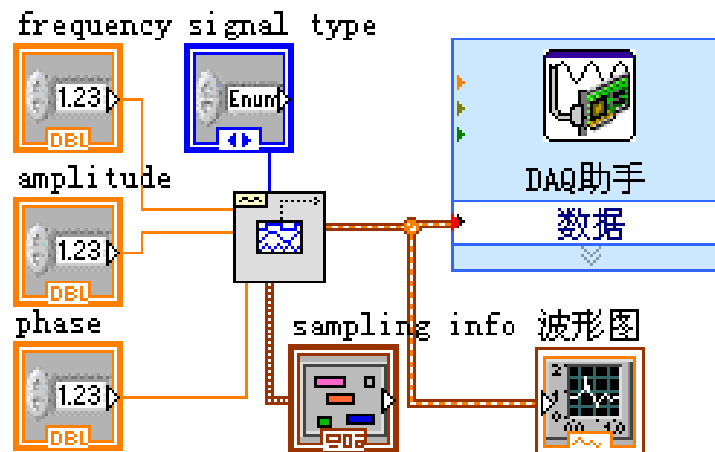 frequency signal type
1.23
DBL
Enum
DAQ助手
数据
amplitude
1.23
DBL
phase
1.23
DBL
sampling info
波形图